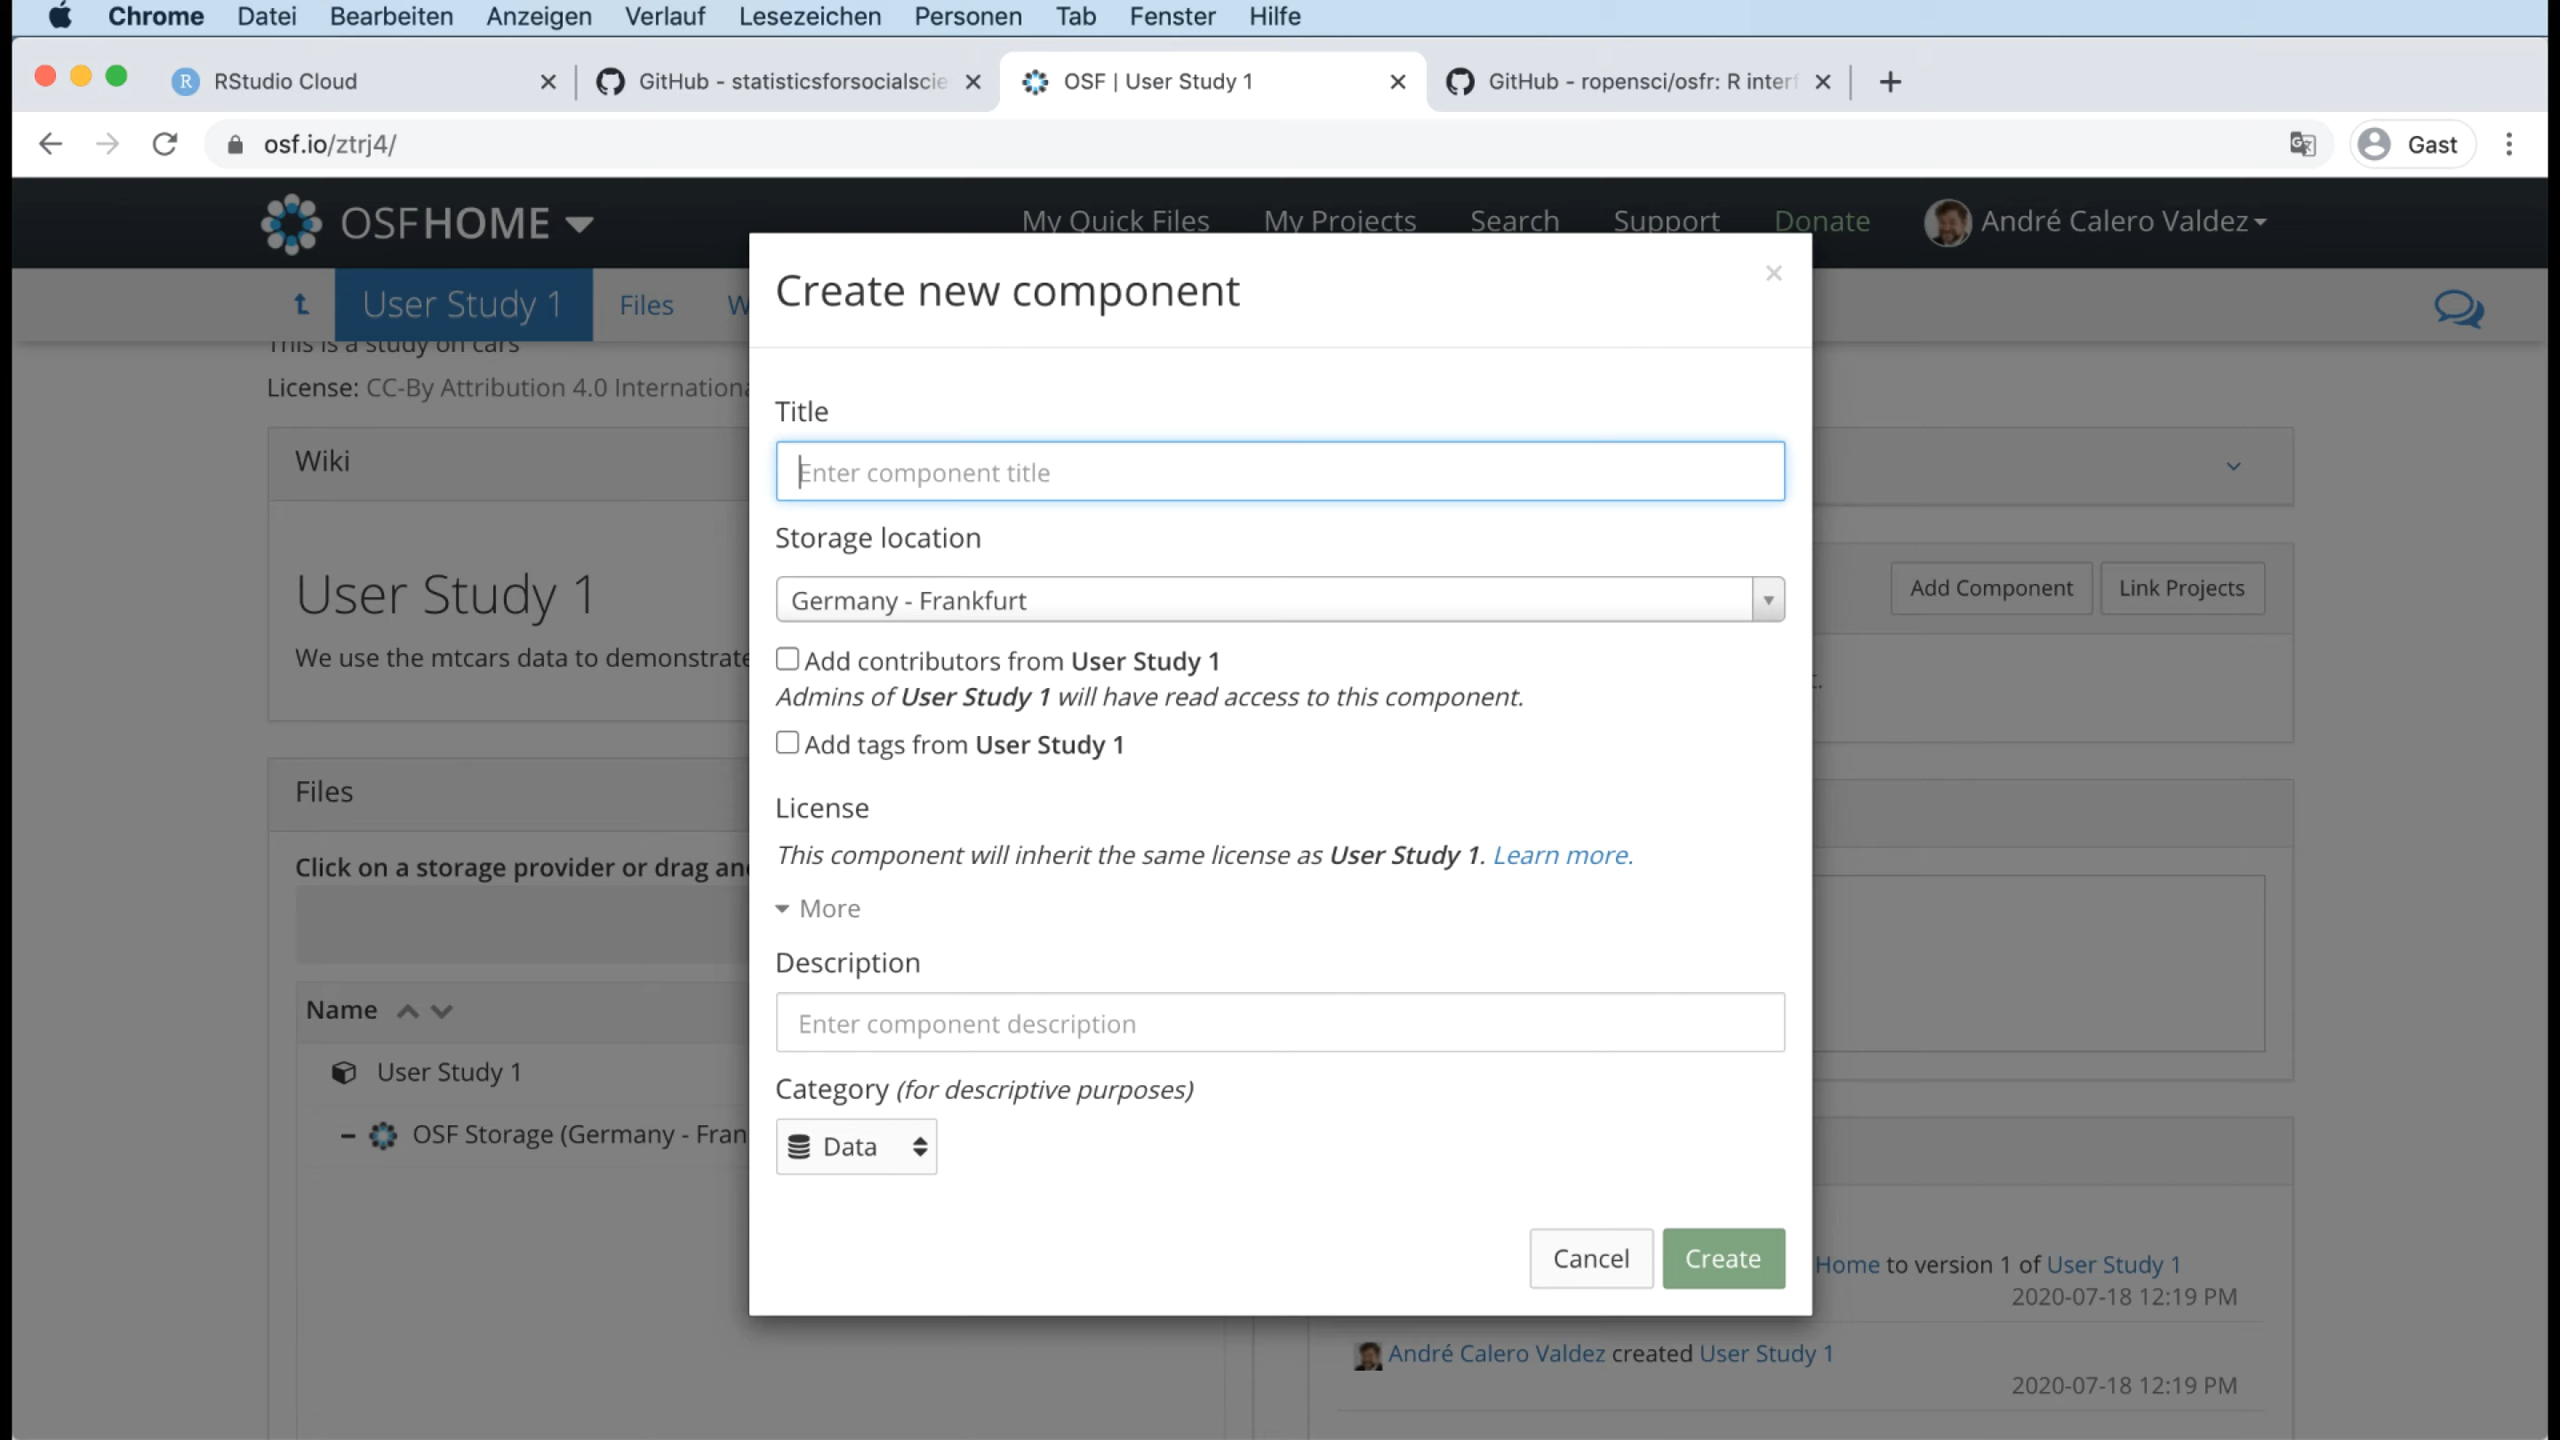 Chrome Datei Bearbeiten Anzeigen Verlauf Lesezeichen Personen Tab Fenster Hilfe
RStudio Cloud GitHub - statisticsforsocialscie OSF | User Study 1 GitHub - ropensci/osfr: R interf
osf.io/ztrj4/ Gast
OSFHOME My Quick Files My Projects Search Support Donate André Calero Valdez
User Study 1 Files W
Create new component
This is a study on cars
License: CC-By Attribution 4.0 Internationa
Title
Wiki
Enter component title
Storage location
User Study 1
Germany - Frankfurt
Add Component Link Projects
We use the mtcars data to demonstrate
Add contributors from User Study 1
Admins of User Study 1 will have read access to this component.
Add tags from User Study 1
Files
License
Click on a storage provider or drag and
This component will inherit the same license as User Study 1. Learn more.
More
Description
Name
Enter component description
User Study 1
Category (for descriptive purposes)
OSF Storage (Germany - Fran
Data
Cancel Create
Home to version 1 of User Study 1
2020-07-18 12:19 PM
André Calero Valdez created User Study 1
2020-07-18 12:19 PM